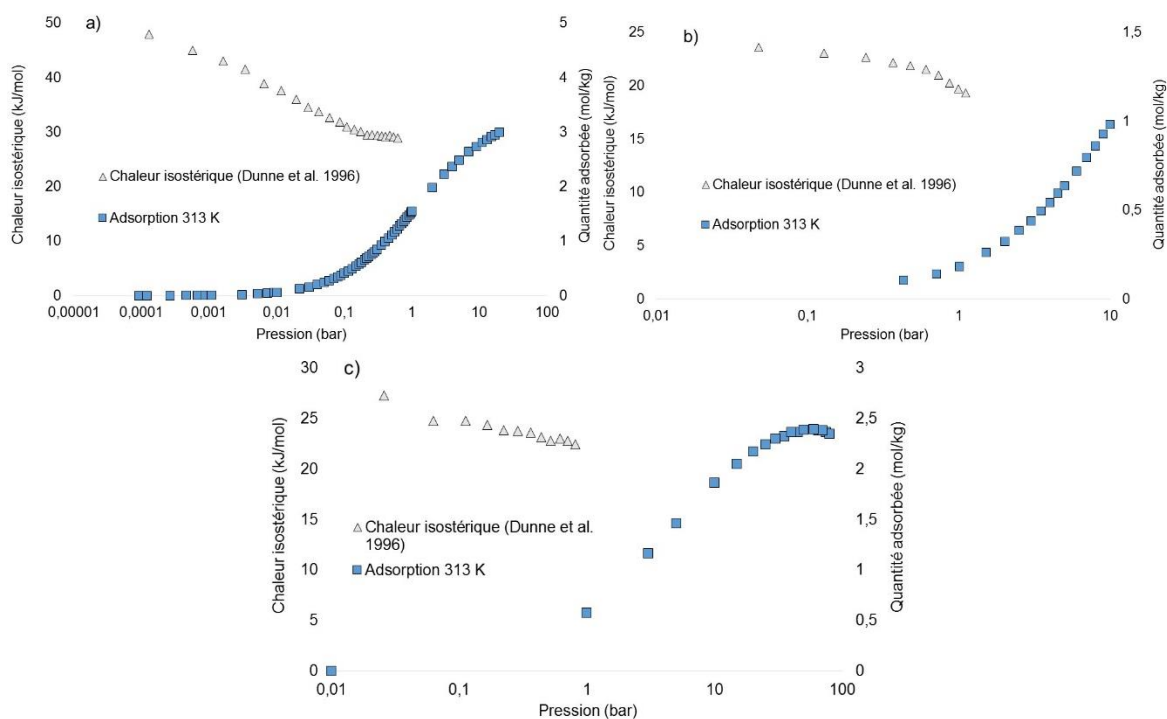 a)
50
40
30
20
10
0
Chaleur isostérique (kJ/mol)
5
4
3
2
1
0
Quantité adsorbée (mol/kg)
Chaleur isostérique (Dunne et al. 1996)
Adsorption 313 K
0,00001 0,0001 0,001 0,01 0,1 1 10 100
Pression (bar)
b)
25
20
15
10
5
0
Chaleur isostérique (kJ/mol)
1,5
1
0,5
0
Quantité adsorbée (mol/kg)
Chaleur isostérique (Dunne et al. 1996)
Adsorption 313 K
0,01 0,1 1 10
Pression (bar)
c)
30
25
20
15
10
5
0
Chaleur isostérique (kJ/mol)
3
2,5
2
1,5
1
0,5
0
Quantité adsorbée (mol/kg)
Chaleur isostérique (Dunne et al.
1996)
Adsorption 313 K
0,01 0,1 1 10 100
Pression (bar)